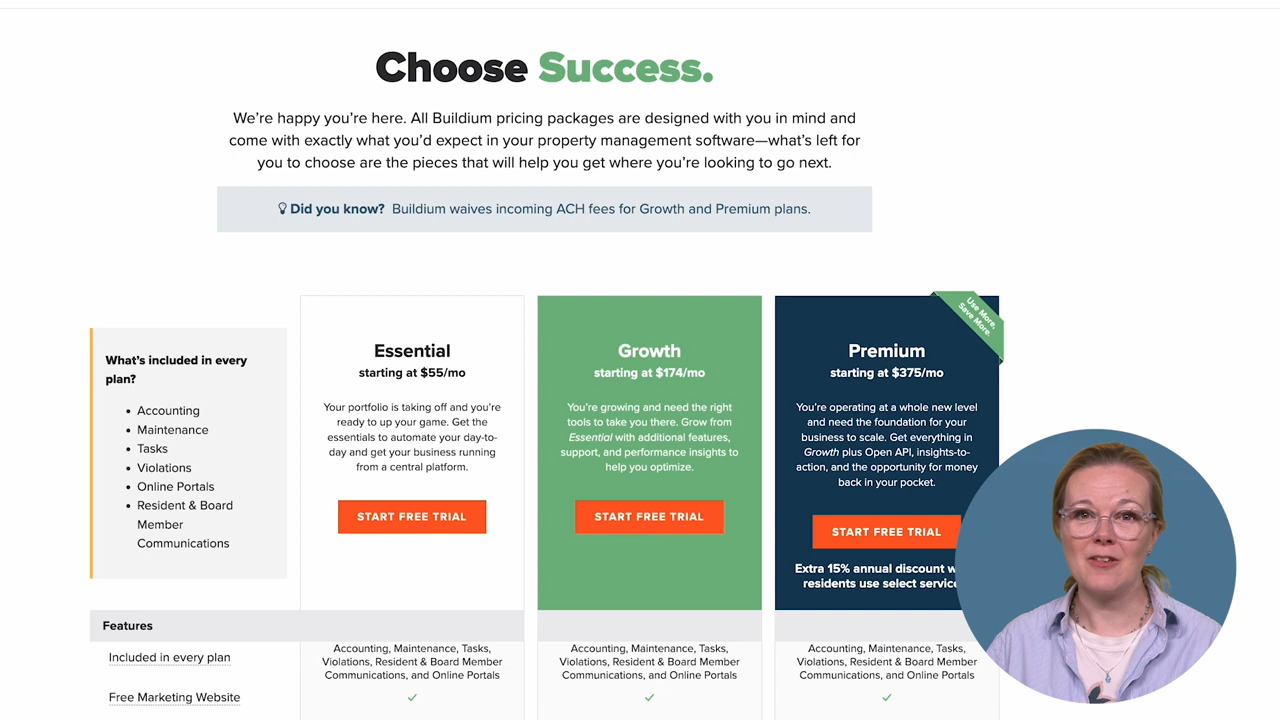 Choose Success.
We're happy you're here. All Buildium pricing packages are designed with you in mind and
come with exactly what you'd expect in your property management software—what's left for
you to choose are the pieces that will help you get where you're looking to go next.
Did you know? Buildium waives incoming ACH fees for Growth and Premium plans.
What's included in every
plan?
• Accounting
• Maintenance
• Tasks
• Violations
• Online Portals
• Resident & Board
Member
Communications
Essential
starting at $55/mo
Your portfolio is taking off and you're
ready to up your game. Get the
essentials to automate your day-to-
day and get your business running
from a central platform.
START FREE TRIAL
Growth
starting at $174/mo
You're growing and need the right
tools to take you there. Grow from
Essential with additional features,
support, and performance insights to
help you optimize.
START FREE TRIAL
Use More,
Save More.
Premium
starting at $375/mo
You're operating at a whole new level
and need the foundation for your
business to scale. Get everything in
Growth plus Open API, insights-to-
action, and the opportunity for money
back in your pocket.
START FREE TRIAL
Extra 15% annual discount
residents use select
Features
Included in every plan
Accounting, Maintenance, Tasks,
Violations, Resident & Board Member
Communications, and Online Portals
Accounting, Maintenance, Tasks,
Violations, Resident & Board Member
Communications, and Online Portals
Accounting, Maintenance, Tasks,
Violations, Resident & Board Member
Communications, and Online Portals
Free Marketing Website